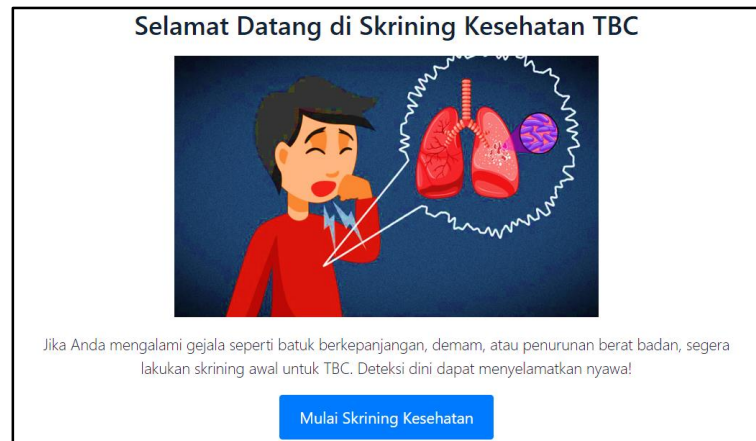 Selamat Datang di Skrining Kesehatan TBC
Jika Anda mengalami gejala seperti batuk berkepanjangan, demam, atau penurunan berat badan, segera
lakukan skrining awal untuk TBC. Deteksi dini dapat menyelamatkan nyawa!
Mulai Skrining Kesehatan